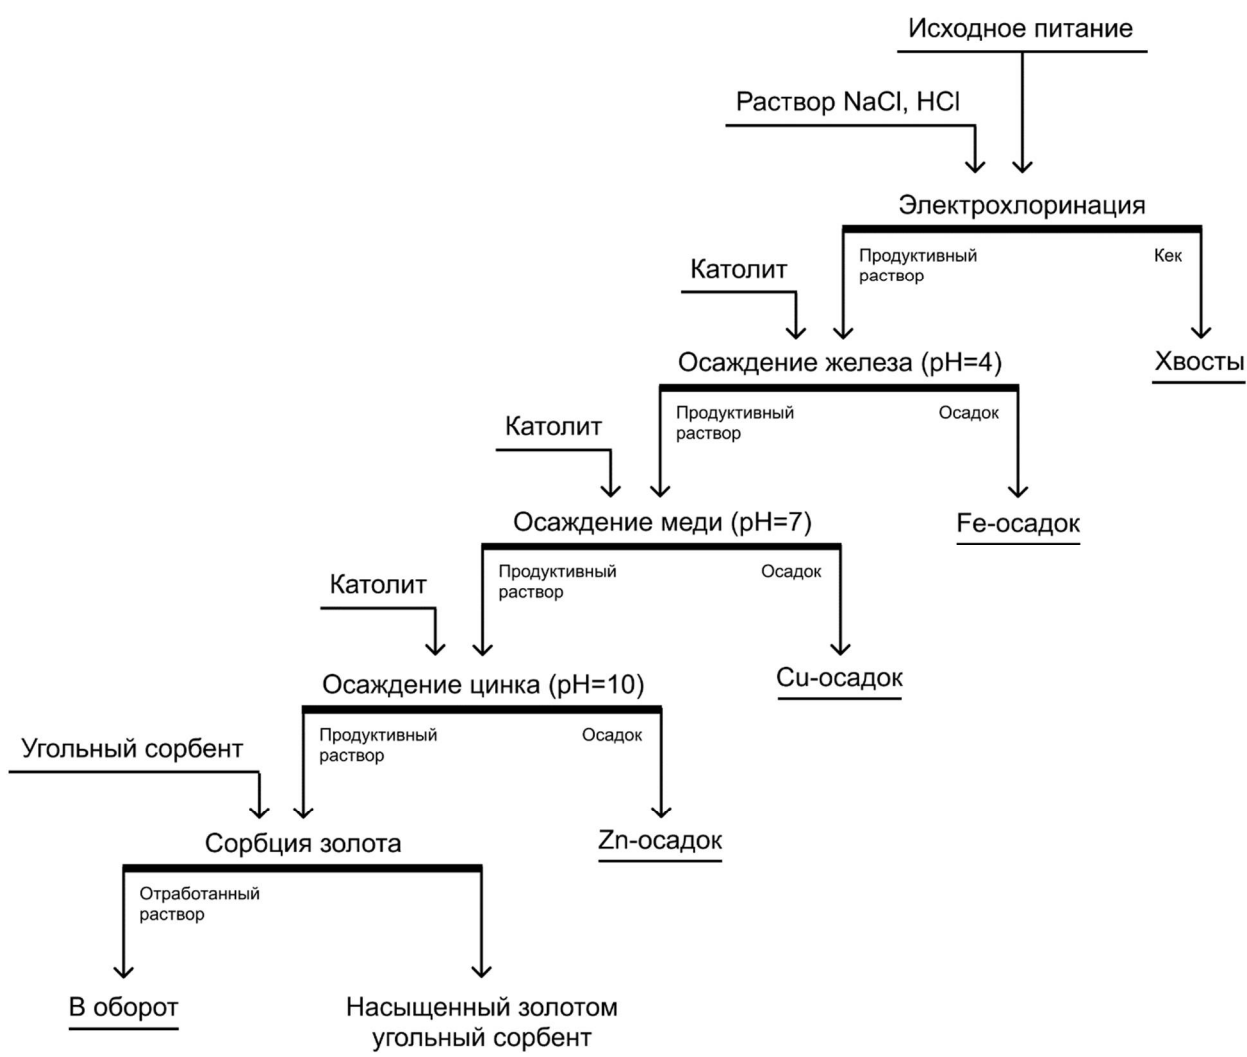 Исходное питание
Раствор NaCl, HCl
Электрохлоринация
Продуктивный
раствор
Кек
Католит
Осаждение железа (pH=4)
Хвосты
Продуктивный
раствор
Осадок
Католит
Осаждение меди (pH=7)
Fe-осадок
Продуктивный
раствор
Осадок
Католит
Осаждение цинка (pH=10)
Cu-осадок
Продуктивный
раствор
Осадок
Угольный сорбент
Сорбция золота
Zn-осадок
Отработанный
раствор
В оборот
Насыщенный золотом
угольный сорбент